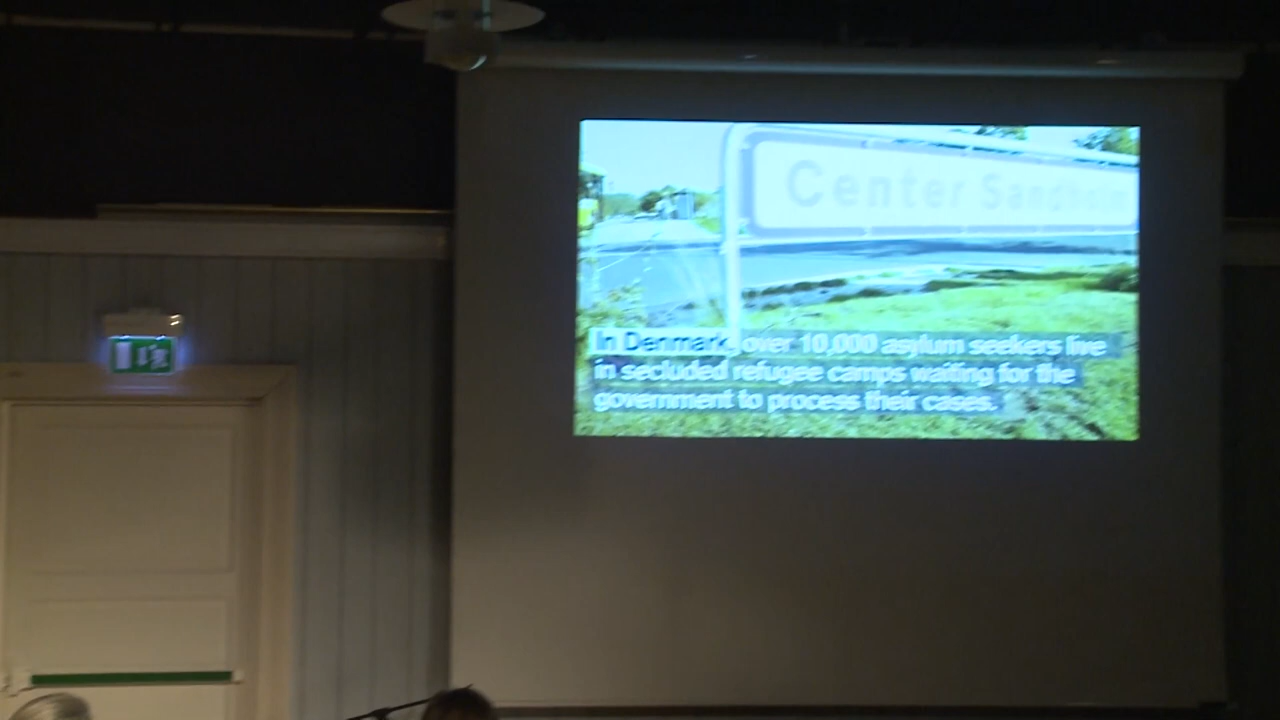 Center Sandholm
In Denmark, over 10,000 asylum seekers live
in secluded refugee camps waiting for the
government to process their cases.